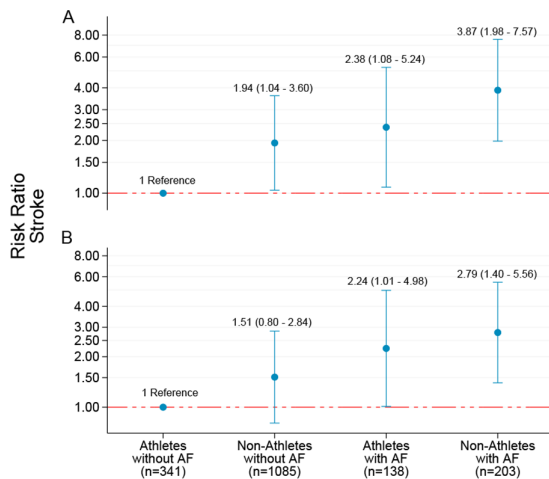 A
8.00
6.00
4.00
3.00
2.50
2.00
1.50
1.00
1 Reference
1.94 (1.04 - 3.60)
2.38 (1.08 - 5.24)
3.87 (1.98 - 7.57)
Risk Ratio
Stroke
B
8.00
6.00
4.00
3.00
2.50
2.00
1.50
1.00
1 Reference
1.51 (0.80 - 2.84)
2.24 (1.01 - 4.98)
2.79 (1.40 - 5.56)
Athletes
without AF
(n=341)
Non-Athletes
without AF
(n=1085)
Athletes
with AF
(n=138)
Non-Athletes
with AF
(n=203)